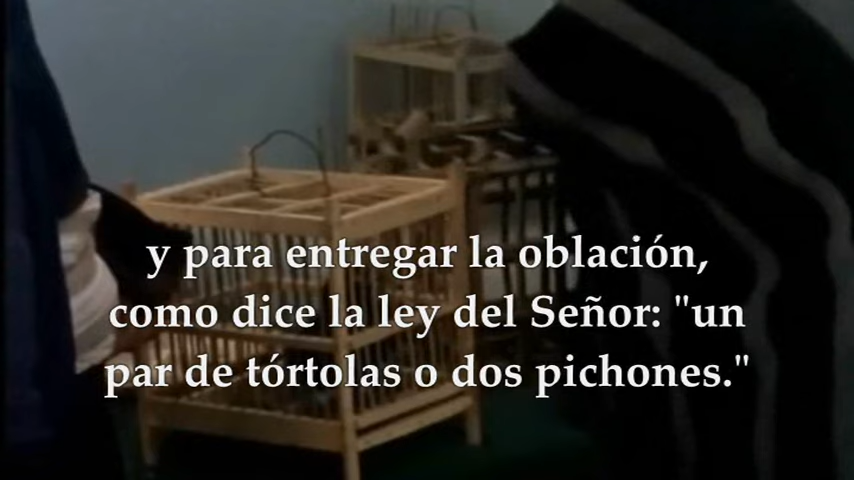 y para entregar la oblación,
como dice la ley del Señor: "un
par de tórtolas o dos pichones."